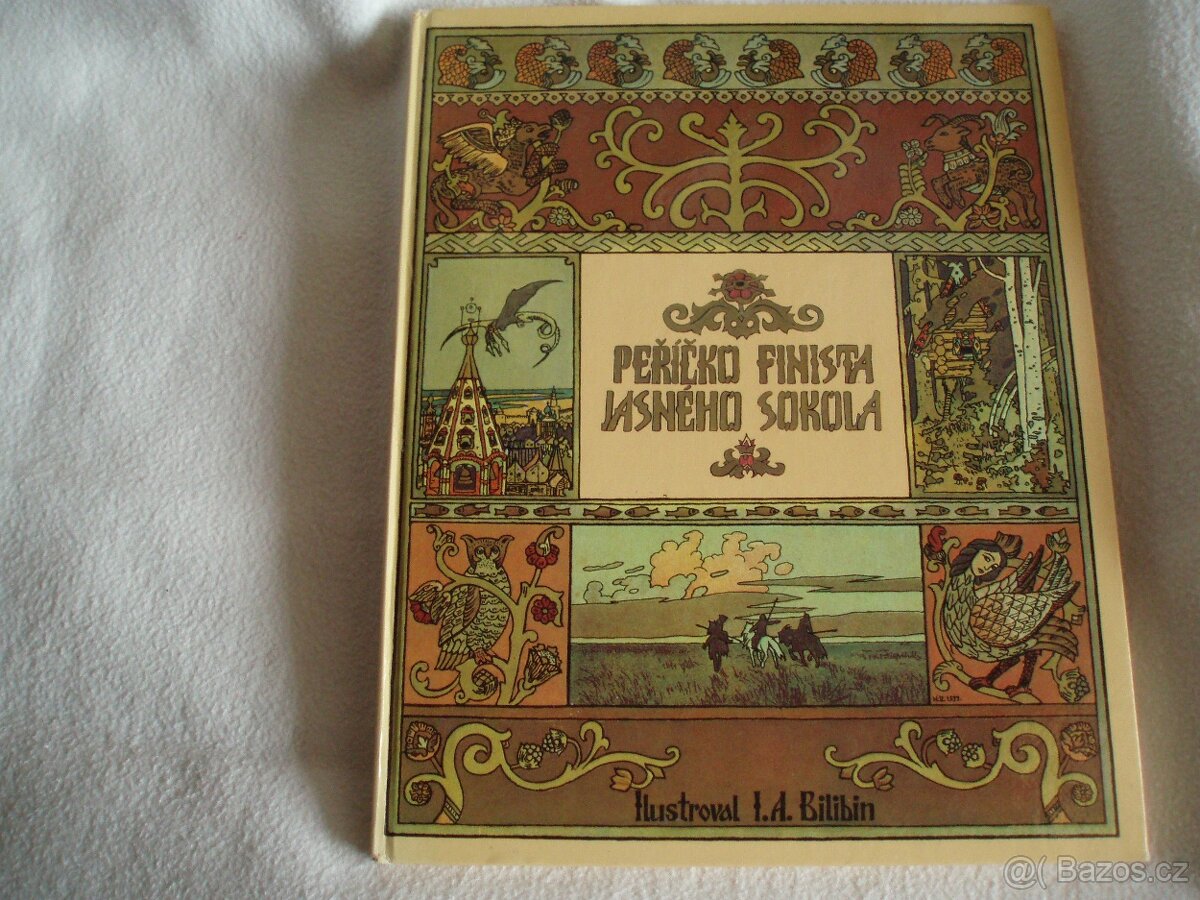 PEŘÍČKO FINISTA
JASNÉHO SOKOLA
Ilustroval I.A. Bilibin
Bazos.cz